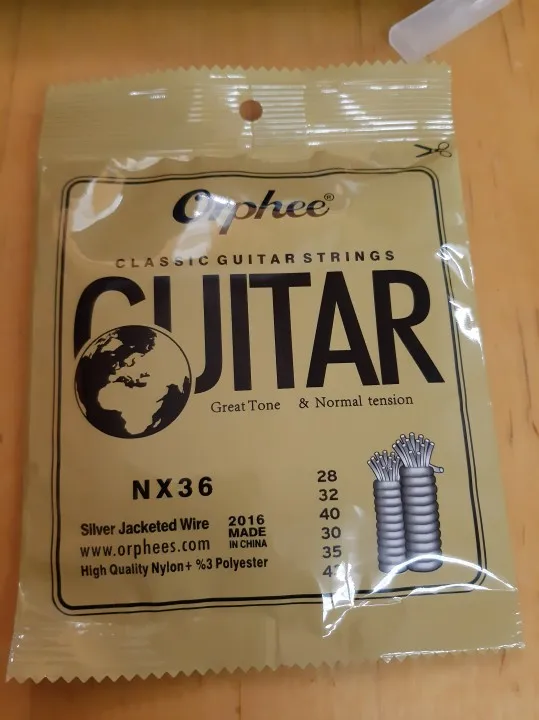 Orphee®
CLASSIC GUITAR STRINGS
GUITAR
Great Tone & Normal tension
NX36
28
32
40
30
35
Silver Jacketed Wire
www.orphees.com
High Quality Nylon+ %3 Polyester
2016
MADE
IN CHINA